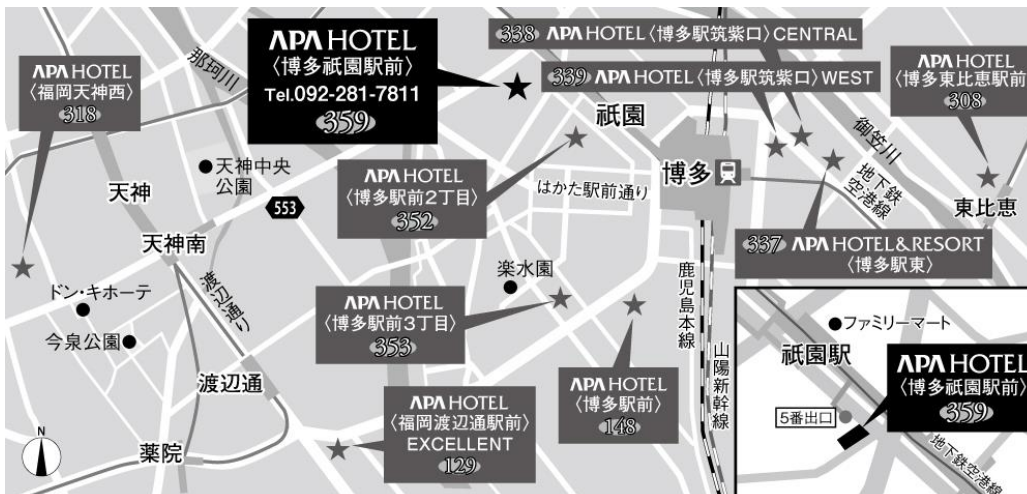 APA HOTEL
〈福岡天神西〉
318
那珂川
APA HOTEL
〈博多祇園駅前〉
Tel.092-281-7811
359
338 APA HOTEL〈博多駅筑紫口〉CENTRAL
339 APA HOTEL〈博多駅筑紫口〉WEST
APA HOTEL
〈博多東比恵駅前〉
308
祇園
御笠川
天神中央
公園
天神
553
APA HOTEL
〈博多駅前2丁目〉
352
はかた駅前通り
博多
地下鉄
空港線
東比恵
天神南
渡辺通り
337 APA HOTEL&RESORT
〈博多駅東〉
ドン・キホーテ
今泉公園
楽水園
APA HOTEL
〈博多駅前3丁目〉
353
鹿児島本線
山陽新幹線
渡辺通
薬院
APA HOTEL
〈福岡渡辺通駅前〉
EXCELLENT
129
APA HOTEL
〈博多駅前〉
148
N
ファミリーマート
祇園駅
APA HOTEL
〈博多祇園駅前〉
359
5番出口
地下鉄空港線